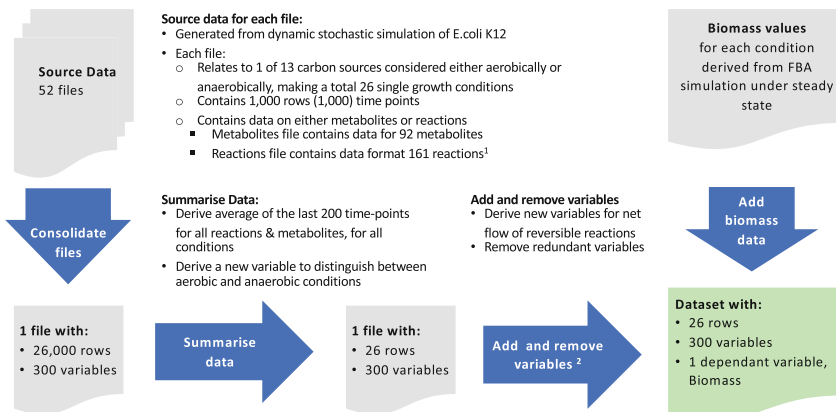 Source Data
52 files
Source data for each file:
• Generated from dynamic stochastic simulation of E.coli K12
• Each file:
o Relates to 1 of 13 carbon sources considered either aerobically or
anaerobically, making a total 26 single growth conditions
o Contains 1,000 rows (1,000) time points
o Contains data on either metabolites or reactions
▪ Metabolites file contains data for 92 metabolites
▪ Reactions file contains data format 161 reactions¹
Biomass values
for each condition
derived from FBA
simulation under steady
state
Consolidate
files
Summarise Data:
• Derive average of the last 200 time-points
for all reactions & metabolites, for all
conditions
• Derive a new variable to distinguish between
aerobic and anaerobic conditions
Add and remove variables
• Derive new variables for net
flow of reversible reactions
• Remove redundant variables
Add
biomass
data
1 file with:
• 26,000 rows
• 300 variables
Summarise
data
1 file with:
• 26 rows
• 300 variables
Add and remove
variables ²
Dataset with:
• 26 rows
• 300 variables
• 1 dependant variable,
Biomass